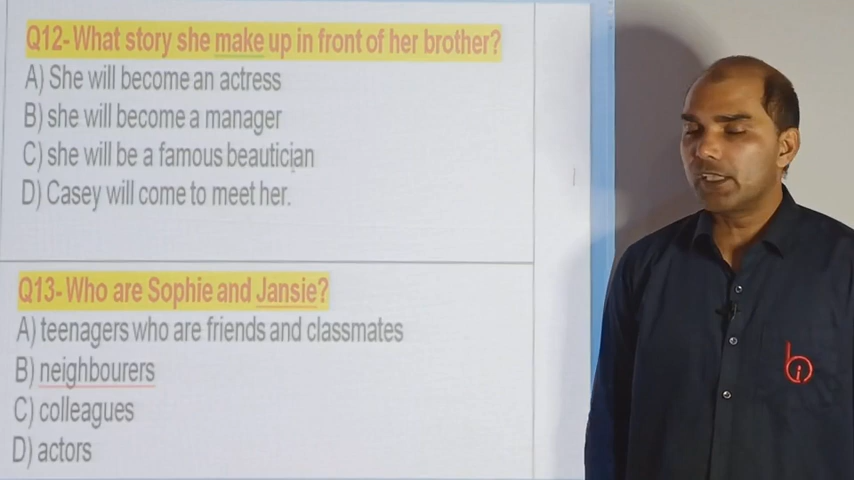 Q12- What story she make up in front of her brother?
A) She will become an actress
B) she will become a manager
C) she will be a famous beautician
D) Casey will come to meet her.
Q13- Who are Sophie and Jansie?
A) teenagers who are friends and classmates
B) neighbourers
C) colleagues
D) actors